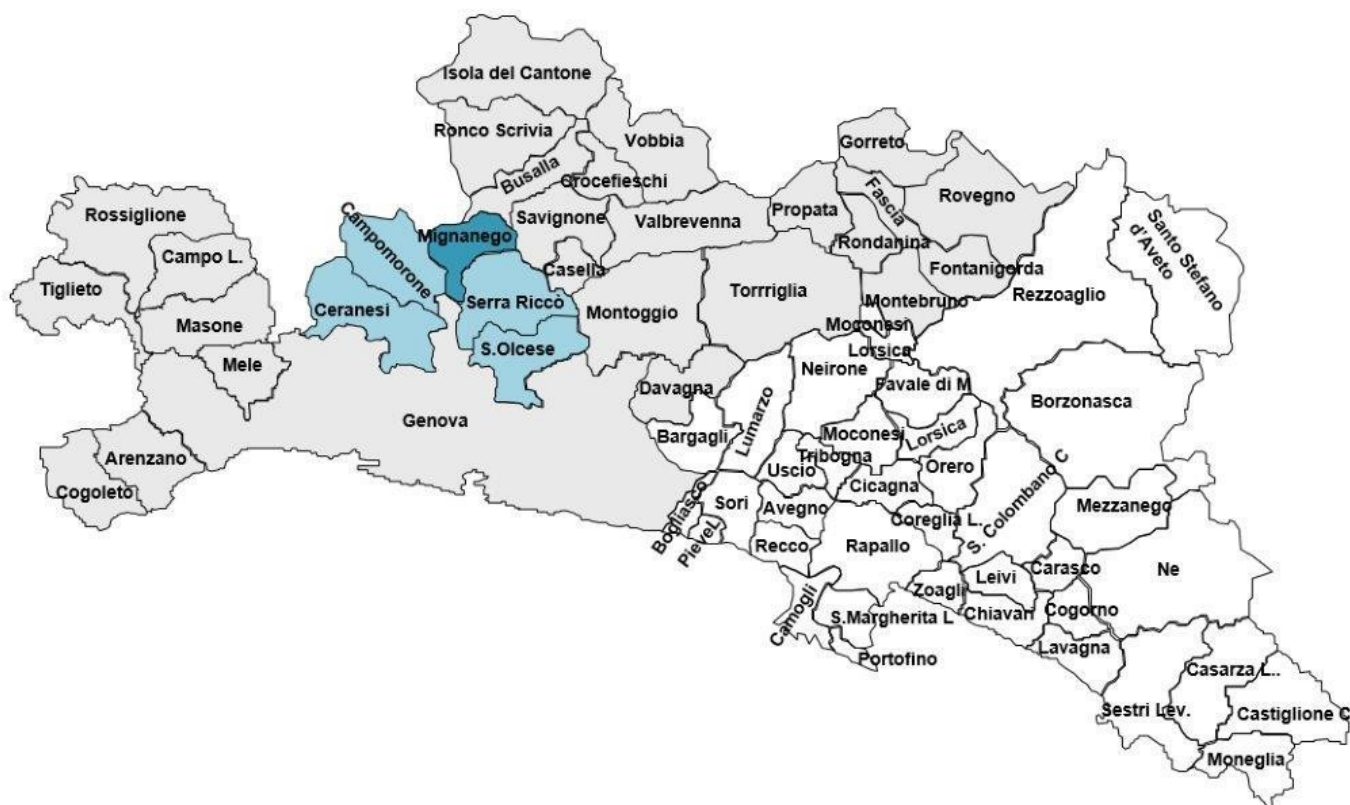 Isola del Cantone
Ronco Scrivia
Vobbia
Gorreto
Busalla
Crocefieschi
Fascia
Rovegno
Rossiglione
Campomorone
Mignanego
Savignone
Valbrevenna
Propata
Santo Stefano
d'Aveto
Campo L.
Casella
Rondanina
Fontanigorda
Tiglieto
Ceranesi
Serra Riccò
Montoggio
Torrriglia
Montebruno
Rezzoaglio
Masone
Moconesi
S.Olcese
Lorsica
Mele
Neirone
Davagna
Favale di M
Borzonasca
Genova
Lumarzo
Bargagli
Moconesi
Lorsica
Arenzano
Tribogna
Uscio
Orero
Cogoleto
Cicagna
S. Colombano C
Bogliasco
Sori
Avegno
Mezzanego
Pieve L
Coreglia L.
Recco
Rapallo
Carasco
Ne
Leivi
Zoagli
Camogli
S.Margherita L
Chiavari
Cogorno
Lavagna
Portofino
Casarza L..
Sestri Lev.
Castiglione C
Moneglia